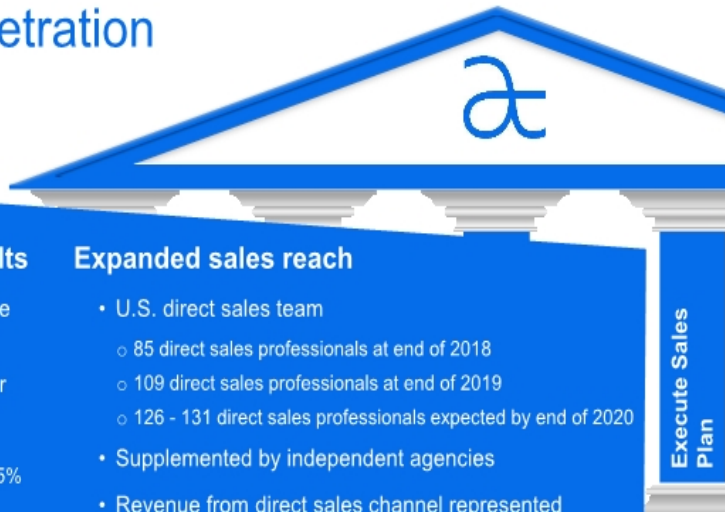 etration
lts
e
r
5%
Expanded sales reach
• U.S. direct sales team
○ 85 direct sales professionals at end of 2018
○ 109 direct sales professionals at end of 2019
○ 126 - 131 direct sales professionals expected by end of 2020
• Supplemented by independent agencies
• Revenue from direct sales channel represented
Execute Sales
Plan